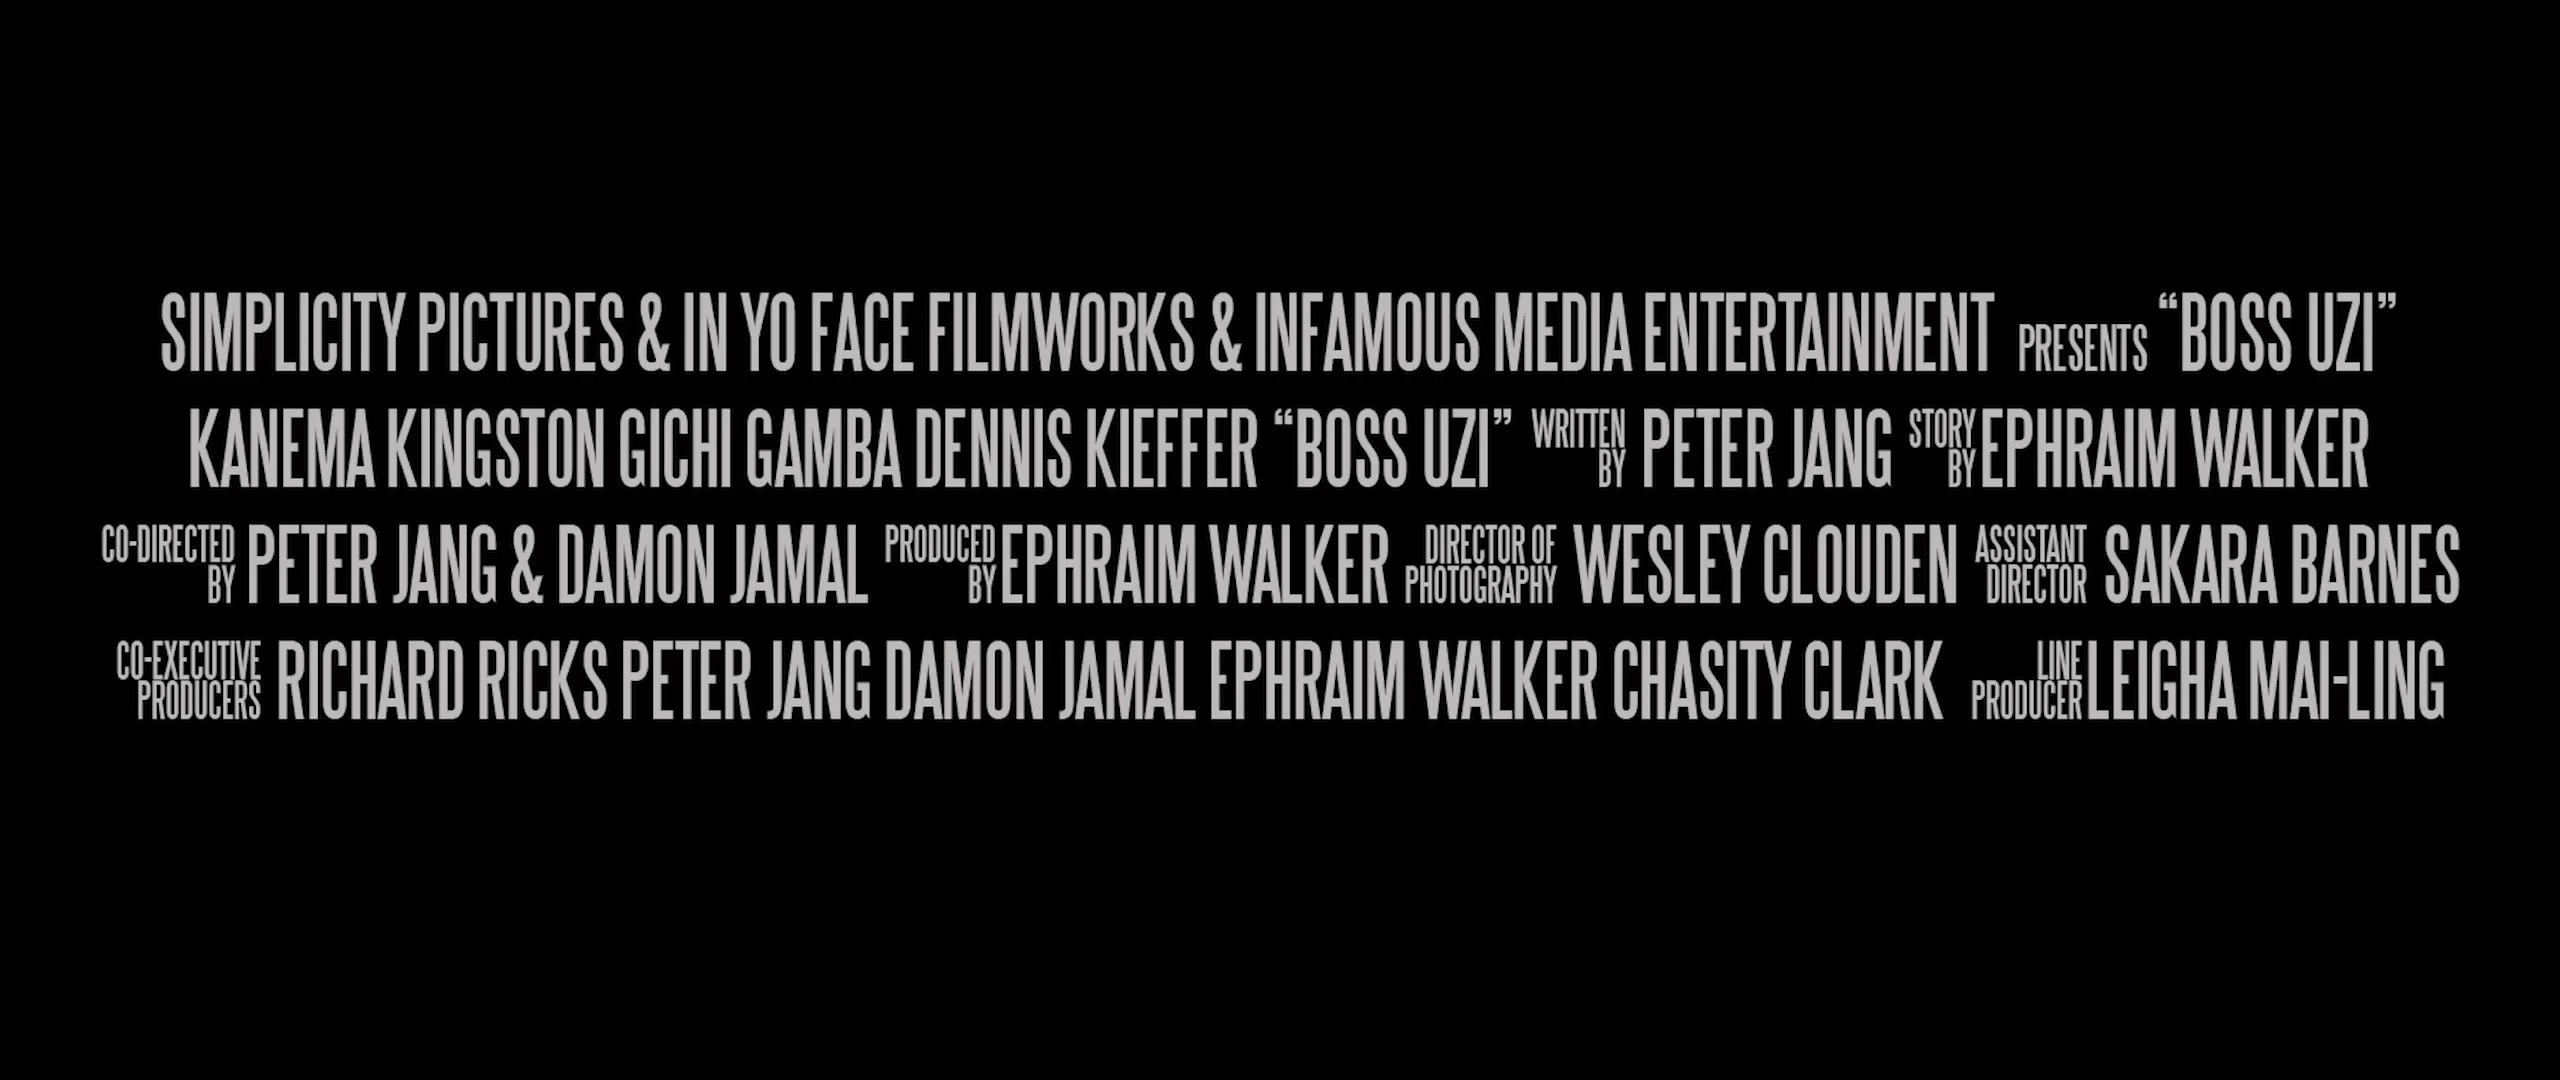 SIMPLICITY PICTURES & IN YO FACE FILMWORKS & INFAMOUS MEDIA ENTERTAINMENT PRESENTS “BOSS UZI”
KANEMA KINGSTON GICHI GAMBA DENNIS KIEFFER “BOSS UZI” WRITTEN BY PETER JANG STORY BY EPHRAIM WALKER
CO-DIRECTED BY PETER JANG & DAMON JAMAL PRODUCED BY EPHRAIM WALKER DIRECTOR OF PHOTOGRAPHY WESLEY CLOUDEN ASSISTANT DIRECTOR SAKARA BARNES
CO-EXECUTIVE PRODUCERS RICHARD RICKS PETER JANG DAMON JAMAL EPHRAIM WALKER CHASITY CLARK LINE PRODUCER LEIGHA MAI-LING